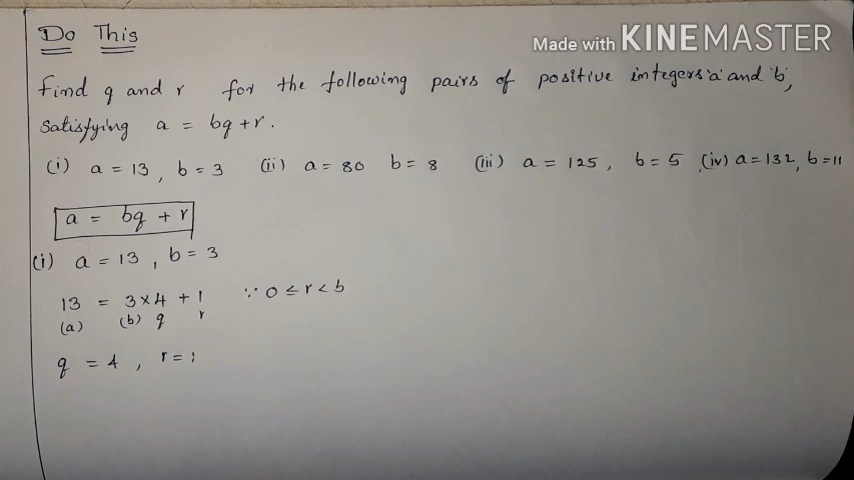 Do This
Made with KINEMASTER
Find q and r for the following pairs of positive integers 'a' and 'b',
satisfying a = bq + r.
(i) a = 13, b = 3 (ii) a = 80 b = 8 (iii) a = 125, b = 5 (iv) a = 132, b = 11
a = bq + r
(i) a = 13, b = 3
13 = 3 × 4 + 1 ∵ 0 ≤ r < b
(a) (b) q r
q = 4, r =